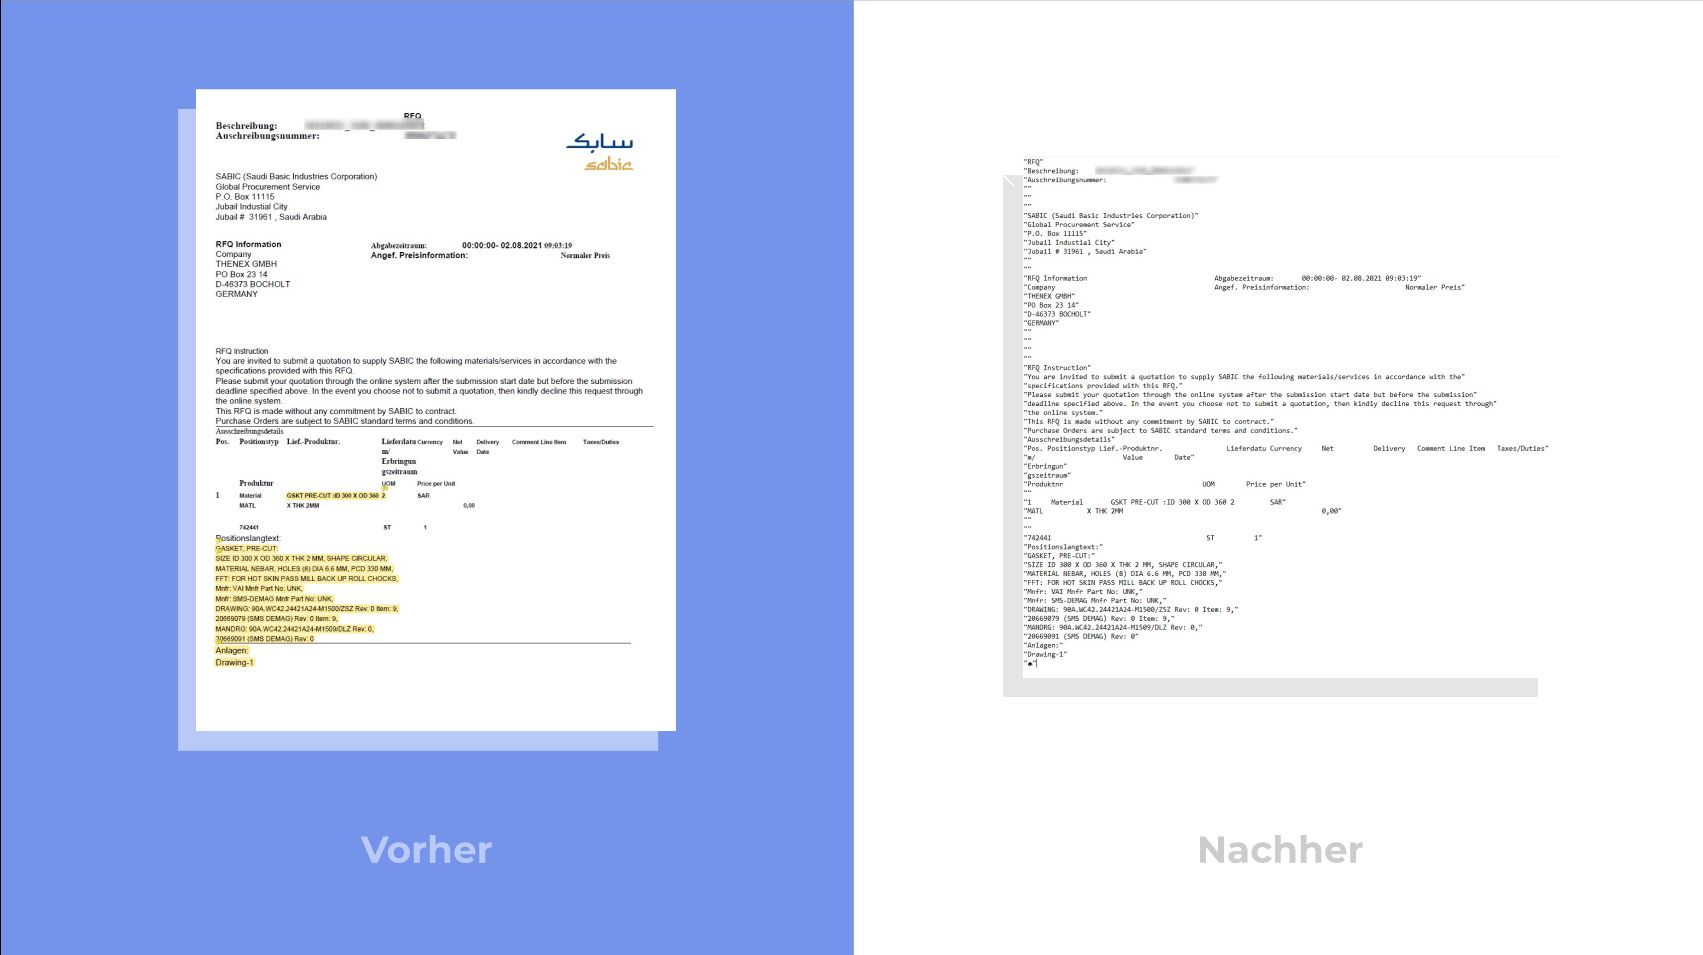 RFQ
Beschreibung:
Auschreibungsnummer:
سابك
sabic
SABIC (Saudi Basic Industries Corporation)
Global Procurement Service
P.O. Box 11115
Jubail Industial City
Jubail # 31961 , Saudi Arabia
RFQ Information
Company
THENEX GMBH
PO Box 23 14
D-46373 BOCHOLT
GERMANY
Abgabezeitraum: 00:00:00- 02.08.2021 09:03:19
Angef. Preisinformation: Normaler Preis
RFQ Instruction
You are invited to submit a quotation to supply SABIC the following materials/services in accordance with the
specifications provided with this RFQ.
Please submit your quotation through the online system after the submission start date but before the submission
deadline specified above. In the event you choose not to submit a quotation, then kindly decline this request through
the online system.
This RFQ is made without any commitment by SABIC to contract.
Purchase Orders are subject to SABIC standard terms and conditions.
Ausschreibungsdetails
Pos. Positionstyp Lief.-Produktnr. Lieferdatu Currency Net Delivery Comment Line Item Taxes/Duties
m/ Value Date
Erbringun
gszeitraum
Produktnr UOM Price per Unit
1 Material GSKT PRE-CUT :ID 300 X OD 360 2 SAR
MATL X THK 2MM 0,00
742441 ST 1
Positionslangtext:
GASKET, PRE-CUT:
SIZE ID 300 X OD 360 X THK 2 MM, SHAPE CIRCULAR,
MATERIAL NEBAR, HOLES (8) DIA 6.6 MM, PCD 330 MM,
FFT: FOR HOT SKIN PASS MILL BACK UP ROLL CHOCKS,
Mnfr: VAI Mnfr Part No: UNK,
Mnfr: SMS-DEMAG Mnfr Part No: UNK,
DRAWING: 90A.WC42.24421A24-M1500/ZSZ Rev: 0 Item: 9,
20669079 (SMS DEMAG) Rev: 0 Item: 9,
MANDRG: 90A.WC42.24421A24-M1509/DLZ Rev: 0,
20669091 (SMS DEMAG) Rev: 0
Anlagen:
Drawing-1
Vorher
"RFQ"
"Beschreibung:
"Auschreibungsnummer:
""
""
""
"SABIC (Saudi Basic Industries Corporation)"
"Global Procurement Service"
"P.O. Box 11115"
"Jubail Industial City"
"Jubail # 31961 , Saudi Arabia"
""
""
"RFQ Information Abgabezeitraum: 00:00:00- 02.08.2021 09:03:19"
"Company Angef. Preisinformation: Normaler Preis"
"THENEX GMBH"
"PO Box 23 14"
"D-46373 BOCHOLT"
"GERMANY"
""
""
""
""
"RFQ Instruction"
"You are invited to submit a quotation to supply SABIC the following materials/services in accordance with the"
"specifications provided with this RFQ."
"Please submit your quotation through the online system after the submission start date but before the submission"
"deadline specified above. In the event you choose not to submit a quotation, then kindly decline this request through"
"the online system."
"This RFQ is made without any commitment by SABIC to contract."
"Purchase Orders are subject to SABIC standard terms and conditions."
"Ausschreibungsdetails"
"Pos. Positionstyp Lief.-Produktnr. Lieferdatu Currency Net Delivery Comment Line Item Taxes/Duties"
"m/ Value Date"
"Erbringun"
"gszeitraum"
"Produktnr UOM Price per Unit"
""
"1 Material GSKT PRE-CUT :ID 300 X OD 360 2 SAR"
"MATL X THK 2MM 0,00"
""
""
"742441 ST 1"
"Positionslangtext:"
"GASKET, PRE-CUT:"
"SIZE ID 300 X OD 360 X THK 2 MM, SHAPE CIRCULAR,"
"MATERIAL NEBAR, HOLES (8) DIA 6.6 MM, PCD 330 MM,"
"FFT: FOR HOT SKIN PASS MILL BACK UP ROLL CHOCKS,"
"Mnfr: VAI Mnfr Part No: UNK,"
"Mnfr: SMS-DEMAG Mnfr Part No: UNK,"
"DRAWING: 90A.WC42.24421A24-M1500/ZSZ Rev: 0 Item: 9,"
"20669079 (SMS DEMAG) Rev: 0 Item: 9,"
"MANDRG: 90A.WC42.24421A24-M1509/DLZ Rev: 0,"
"20669091 (SMS DEMAG) Rev: 0"
"Anlagen:"
"Drawing-1"
"♠"
Nachher